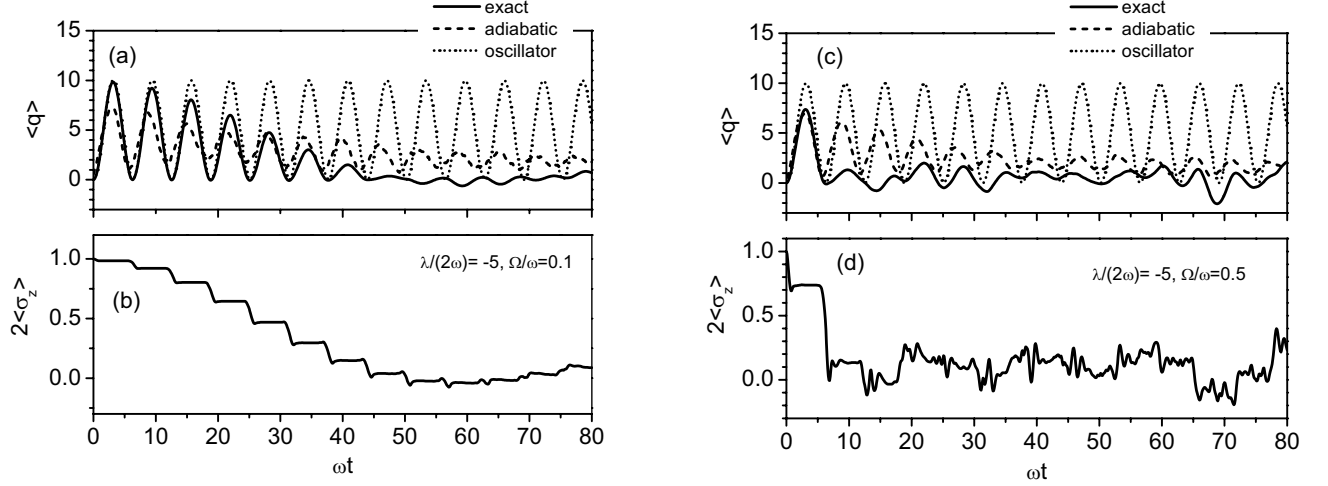 exact
adiabatic
oscillator
15
10
5
0
<q>
(a)
1.0
0.5
0.0
2<σz>
(b)
λ/(2ω)= -5, Ω/ω=0.1
0 10 20 30 40 50 60 70 80
ωt
exact
adiabatic
oscillator
15
10
5
0
<q>
(c)
1.0
0.5
0.0
2<σz>
(d)
λ/(2ω)= -5, Ω/ω=0.5
0 10 20 30 40 50 60 70 80
ωt